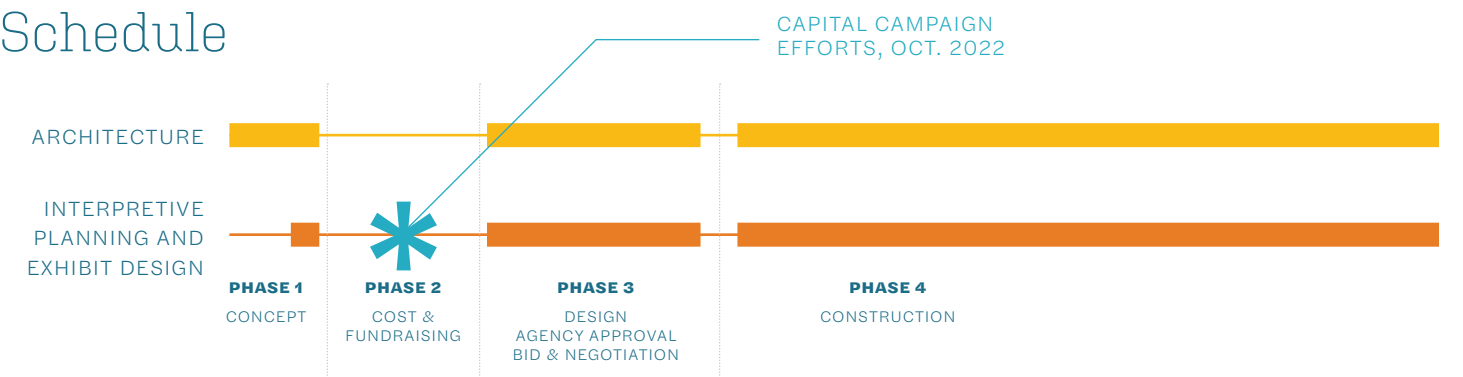 Schedule
CAPITAL CAMPAIGN
EFFORTS, OCT. 2022
ARCHITECTURE
INTERPRETIVE
PLANNING AND
EXHIBIT DESIGN
PHASE 1
CONCEPT
PHASE 2
COST &
FUNDRAISING
PHASE 3
DESIGN
AGENCY APPROVAL
BID & NEGOTIATION
PHASE 4
CONSTRUCTION